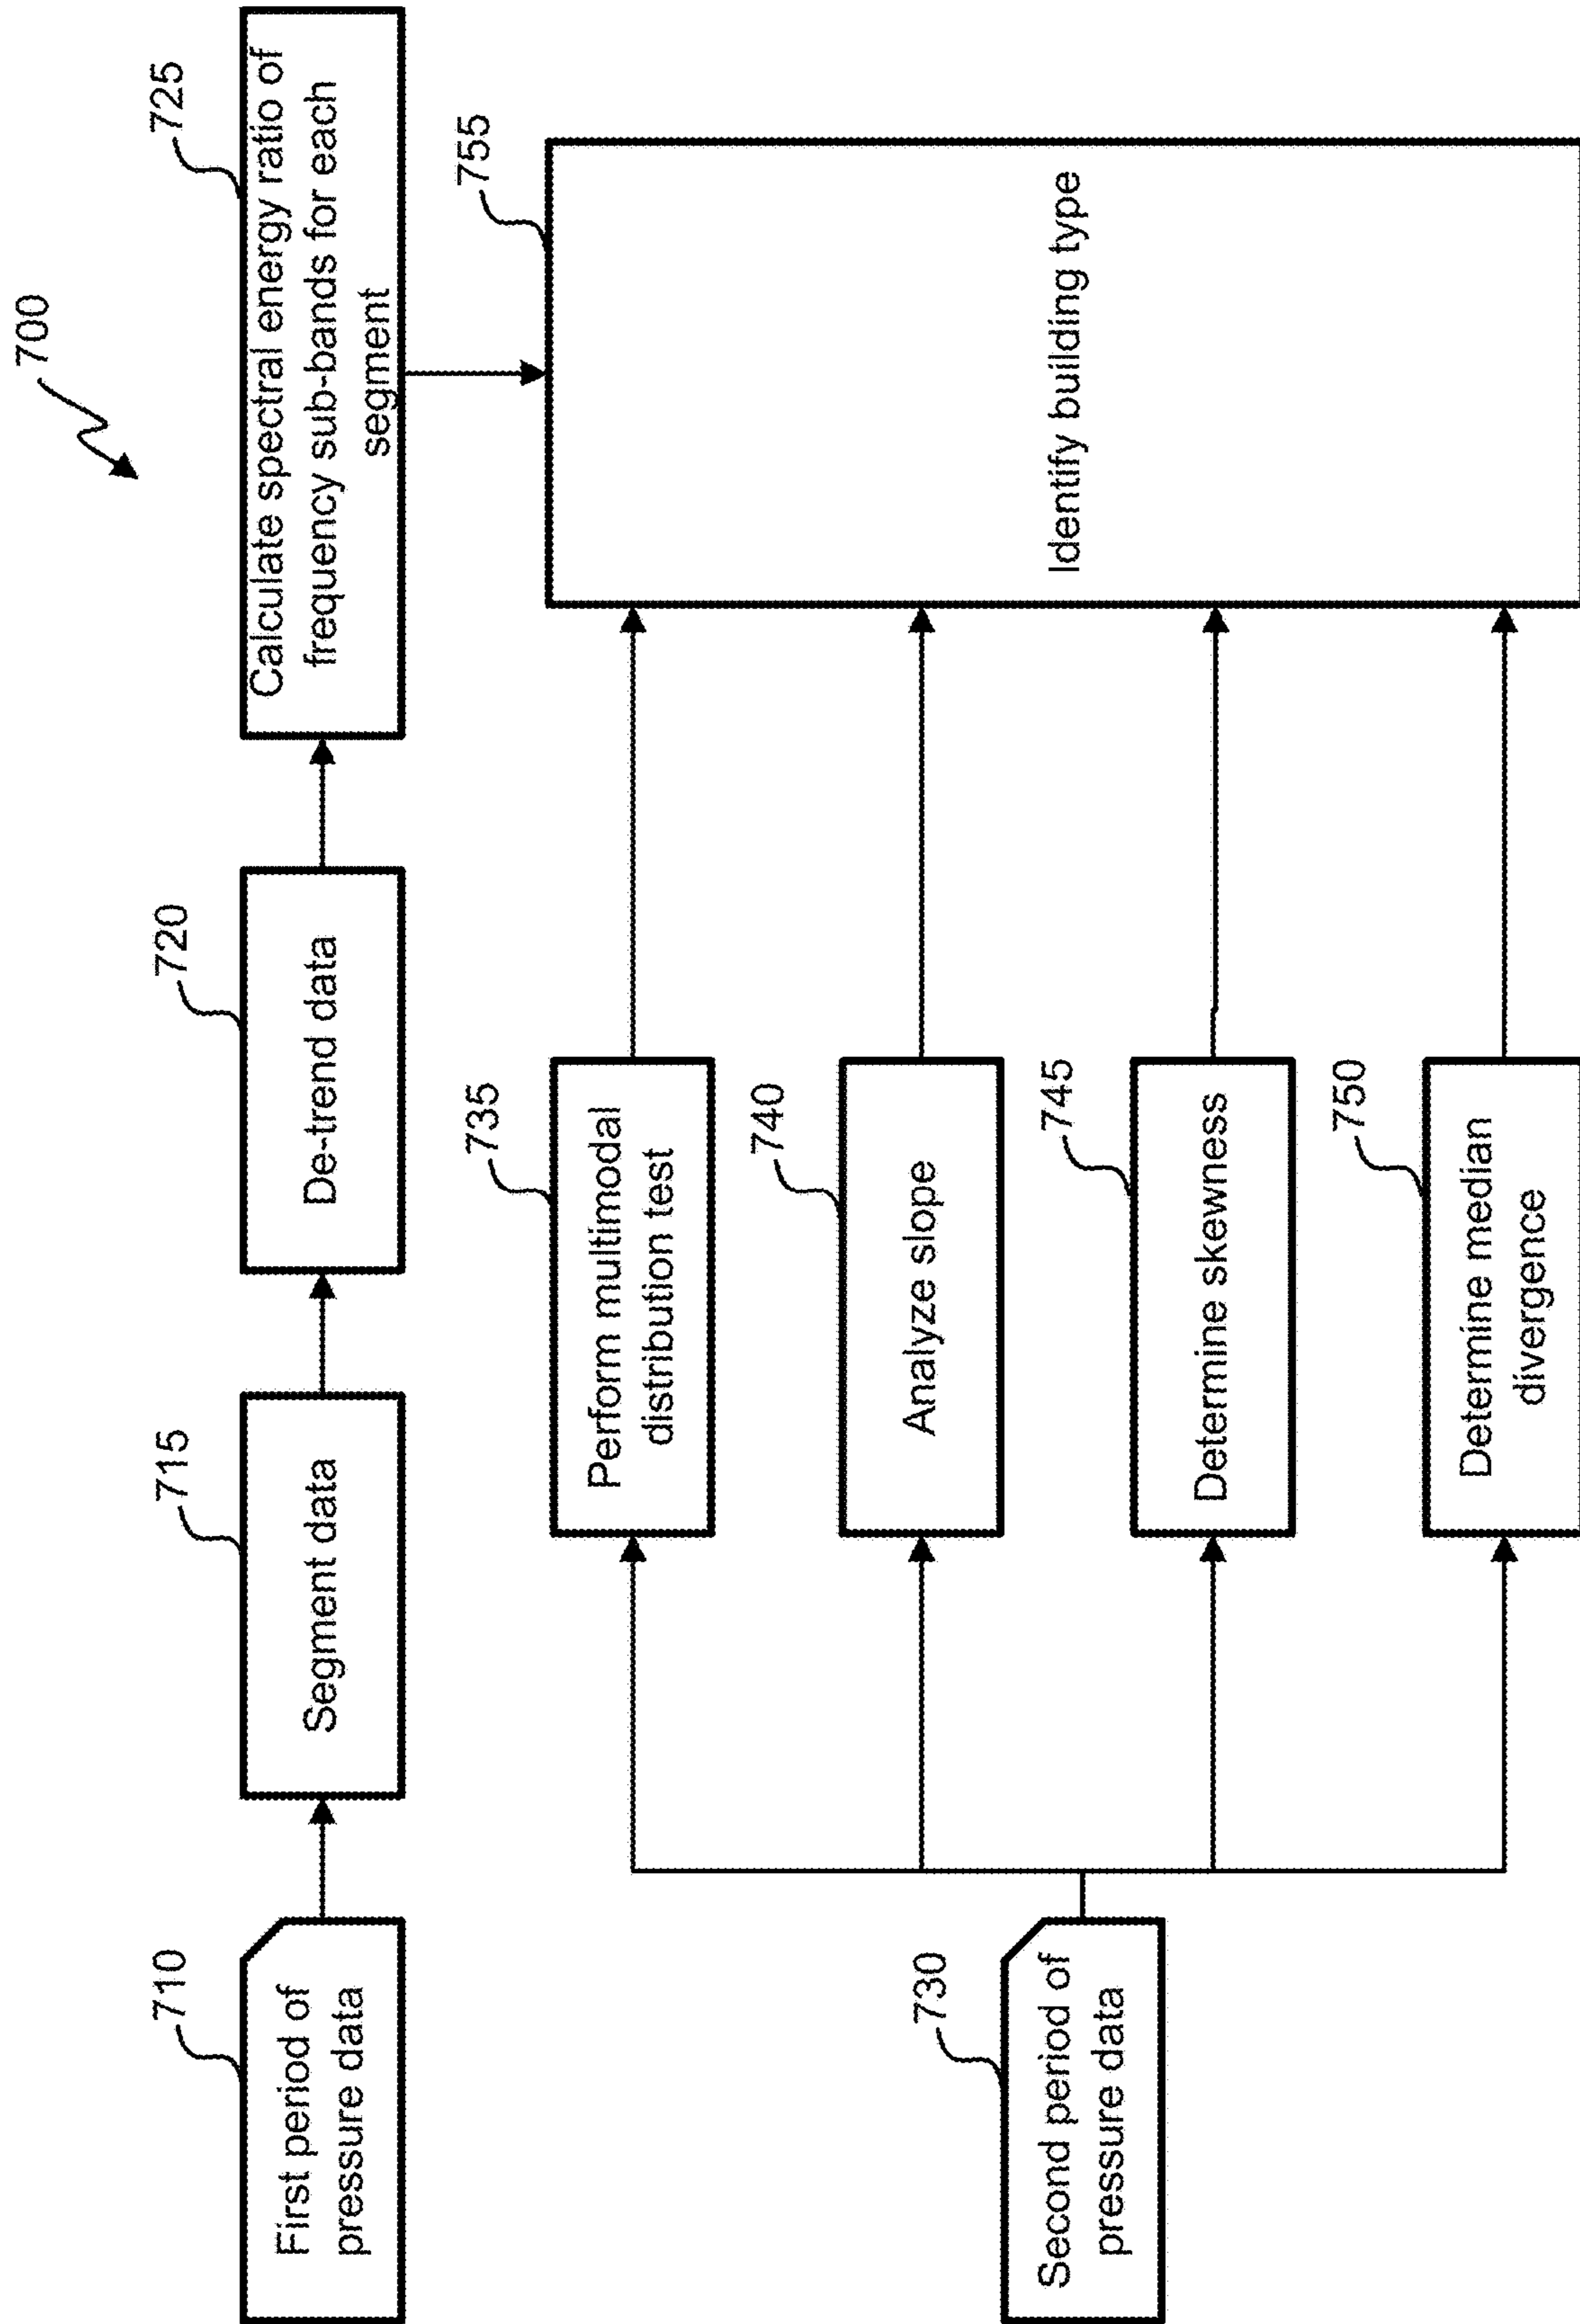 700
710
First period of
pressure data
715
Segment data
720
De-trend data
725
Calculate spectral energy ratio of
frequency sub-bands for each
segment
730
Second period of
pressure data
735
Perform multimodal
distribution test
740
Analyze slope
745
Determine skewness
750
Determine median
divergence
755
Identify building type